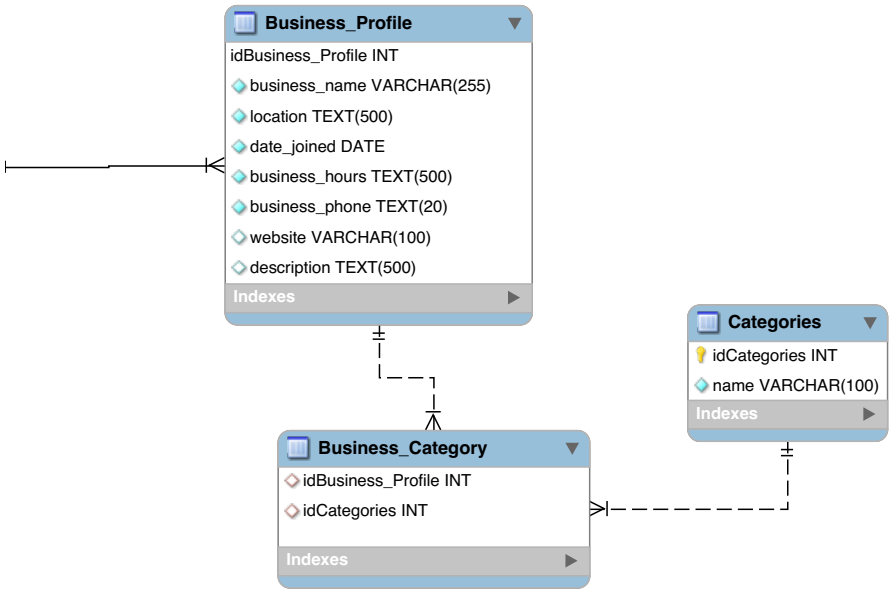 Business_Profile
idBusiness_Profile INT
business_name VARCHAR(255)
location TEXT(500)
date_joined DATE
business_hours TEXT(500)
business_phone TEXT(20)
website VARCHAR(100)
description TEXT(500)
Indexes
Categories
idCategories INT
name VARCHAR(100)
Indexes
Business_Category
idBusiness_Profile INT
idCategories INT
Indexes